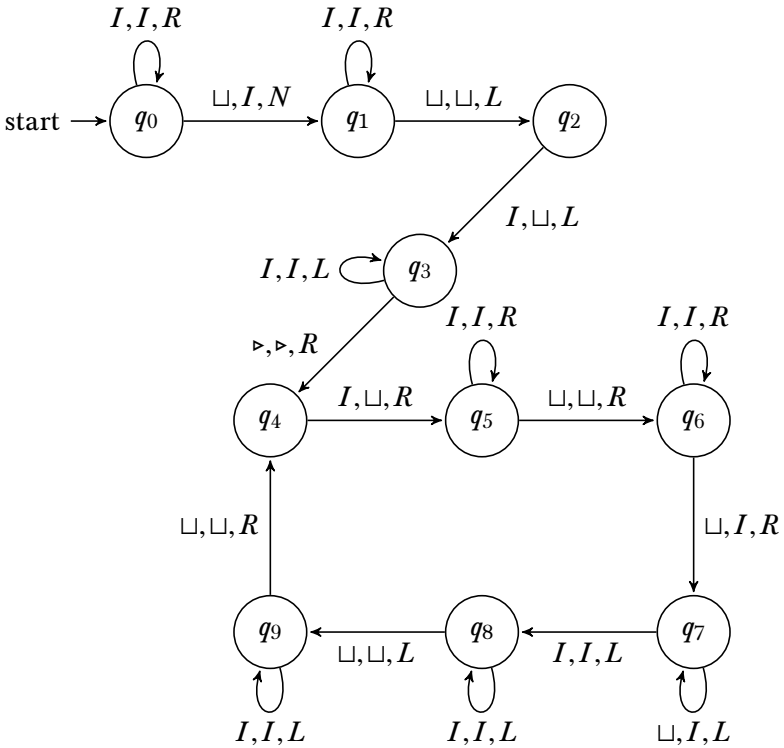 I, I, R I, I, R
start q0 ⊔, I, N q1 ⊔, ⊔, L q2
I, ⊔, L
I, I, L q3
▹, ▹, R I, I, R I, I, R
q4 I, ⊔, R q5 ⊔, ⊔, R q6
⊔, ⊔, R ⊔, I, R
q9 ⊔, ⊔, L q8 I, I, L q7
I, I, L I, I, L ⊔, I, L